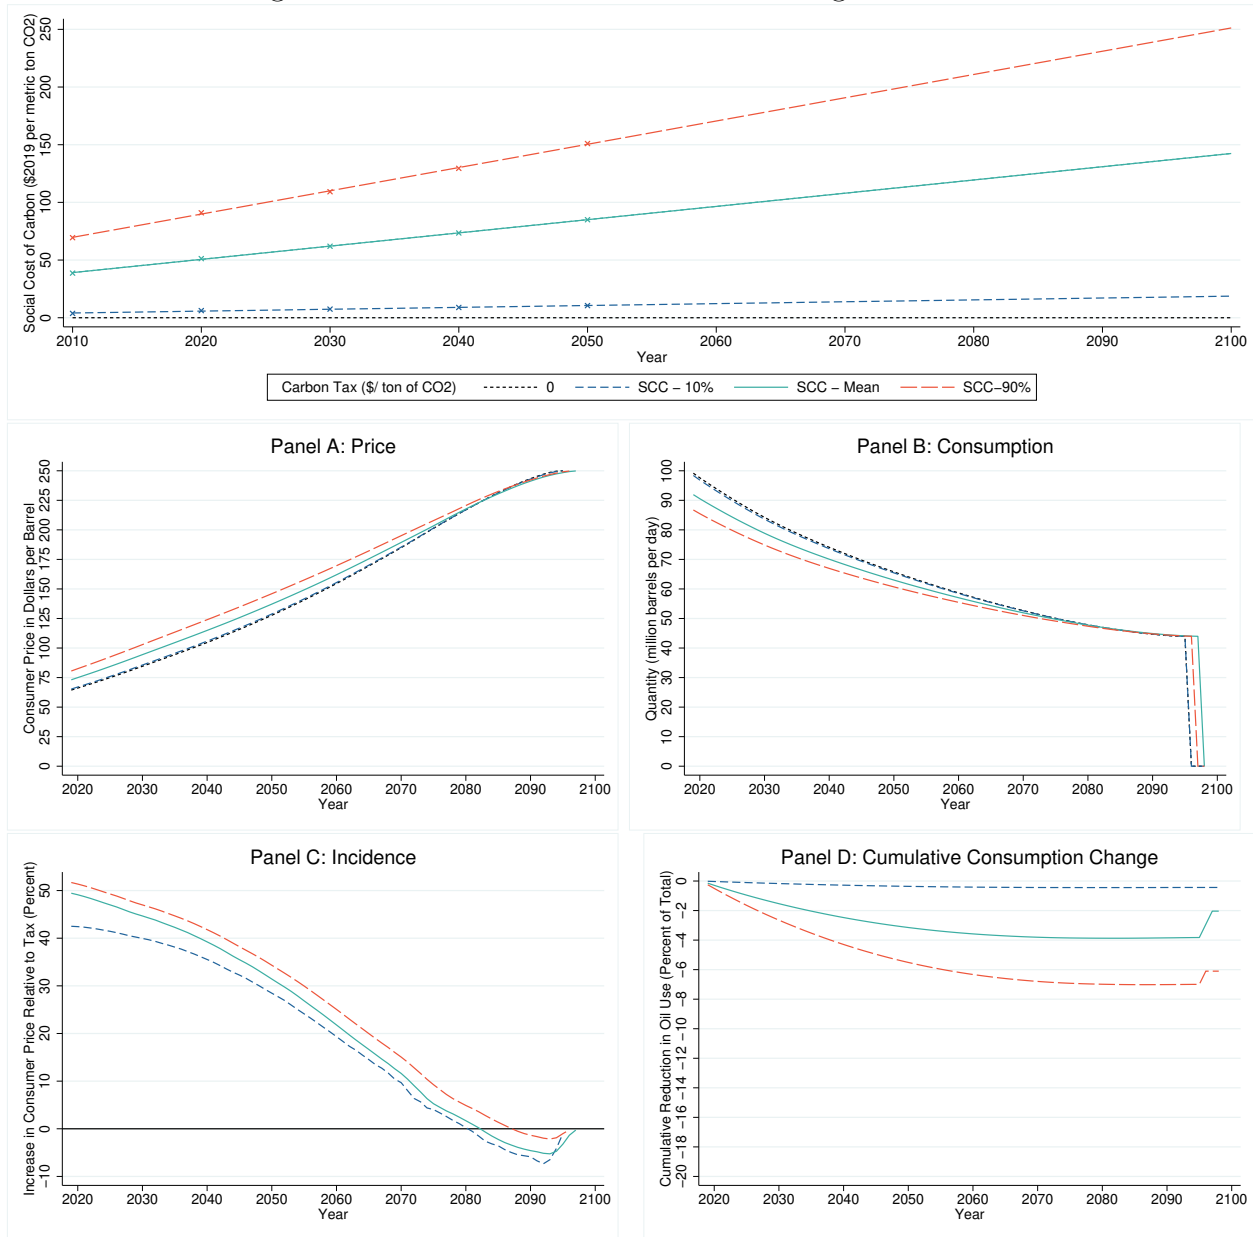 Social Cost of Carbon ($2019 per metric ton CO2)
250
200
150
100
50
0
2010 2020 2030 2040 2050 2060 2070 2080 2090 2100
Year
Carbon Tax ($/ ton of CO2) 0 SCC − 10% SCC − Mean SCC−90%
Panel A: Price
Consumer Price in Dollars per Barrel
250
225
200
175
150
125
100
75
50
25
0
2020 2030 2040 2050 2060 2070 2080 2090 2100
Year
Panel B: Consumption
Quantity (milion barrels per day)
100
90
80
70
60
50
40
30
20
10
0
2020 2030 2040 2050 2060 2070 2080 2090 2100
Year
Panel C: Incidence
Increase in Consumer Price Relative to Tax (Percent)
50
40
30
20
10
0
−10
2020 2030 2040 2050 2060 2070 2080 2090 2100
Year
Panel D: Cumulative Consumption Change
Cumulative Reduction in Oil Use (Percent of Total)
0
−2
−4
−6
−8
−10
−12
−14
−16
−18
−20
2020 2030 2040 2050 2060 2070 2080 2090 2100
Year